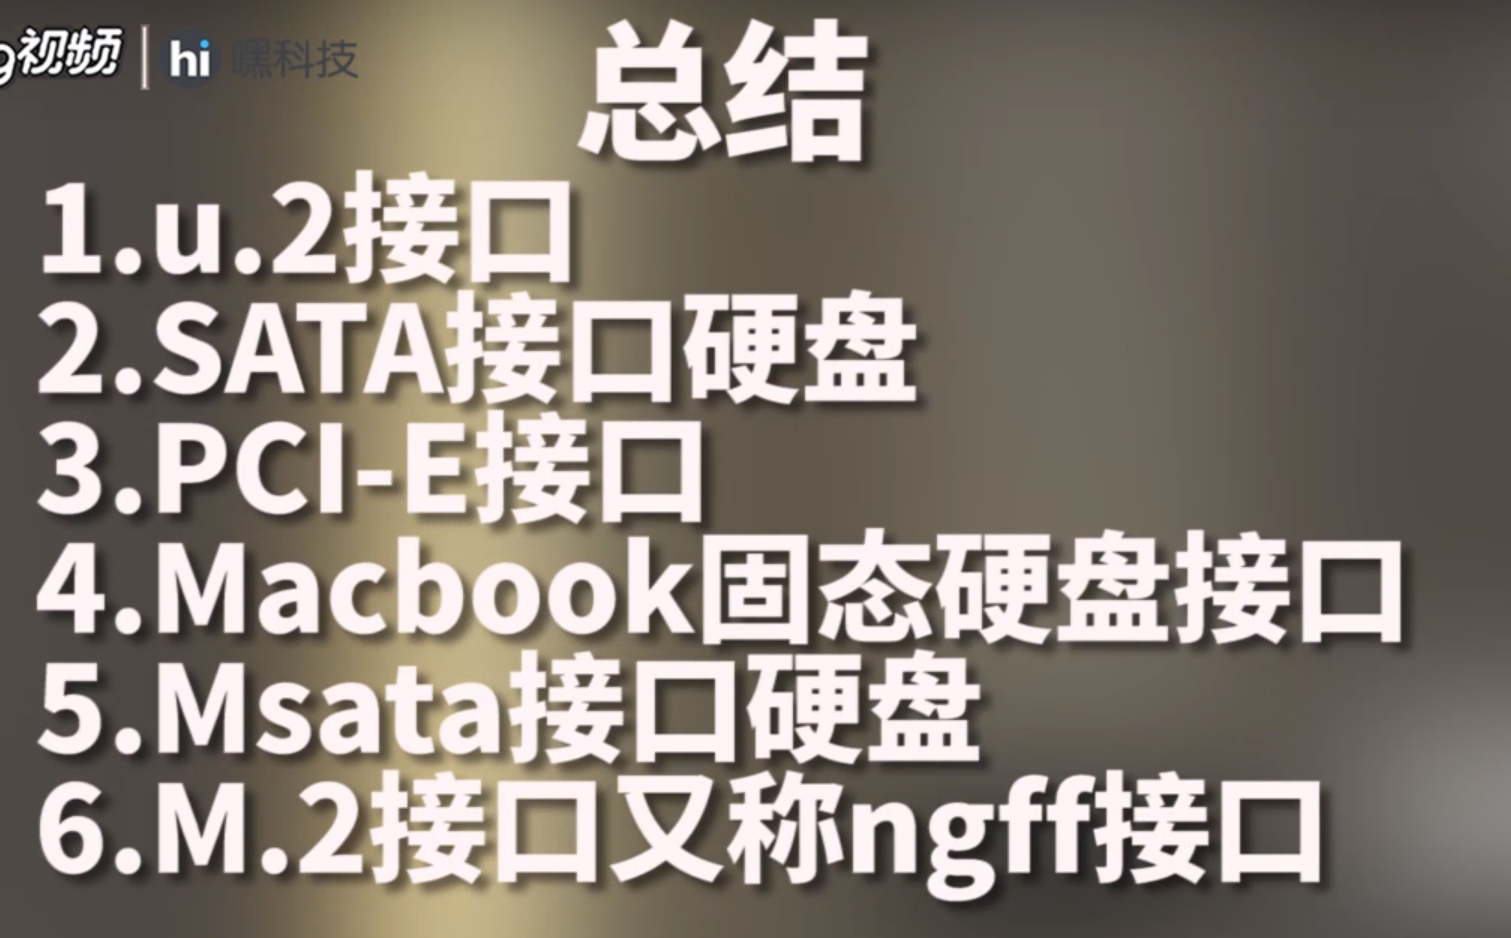 g视频 hi 嘿科技
总结
1.u.2接口
2.SATA接口硬盘
3.PCI-E接口
4.Macbook固态硬盘接口
5.Msata接口硬盘
6.M.2接口又称ngff接口